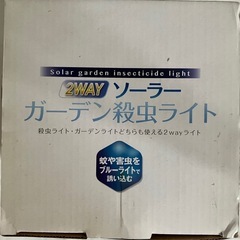 Solar garden insecticide light
2WAY ソーラー
ガーデン殺虫ライト
殺虫ライト・ガーデンライトどちらも使える2wayライト
蚊や害虫を
ブルーライトで
誘い込む